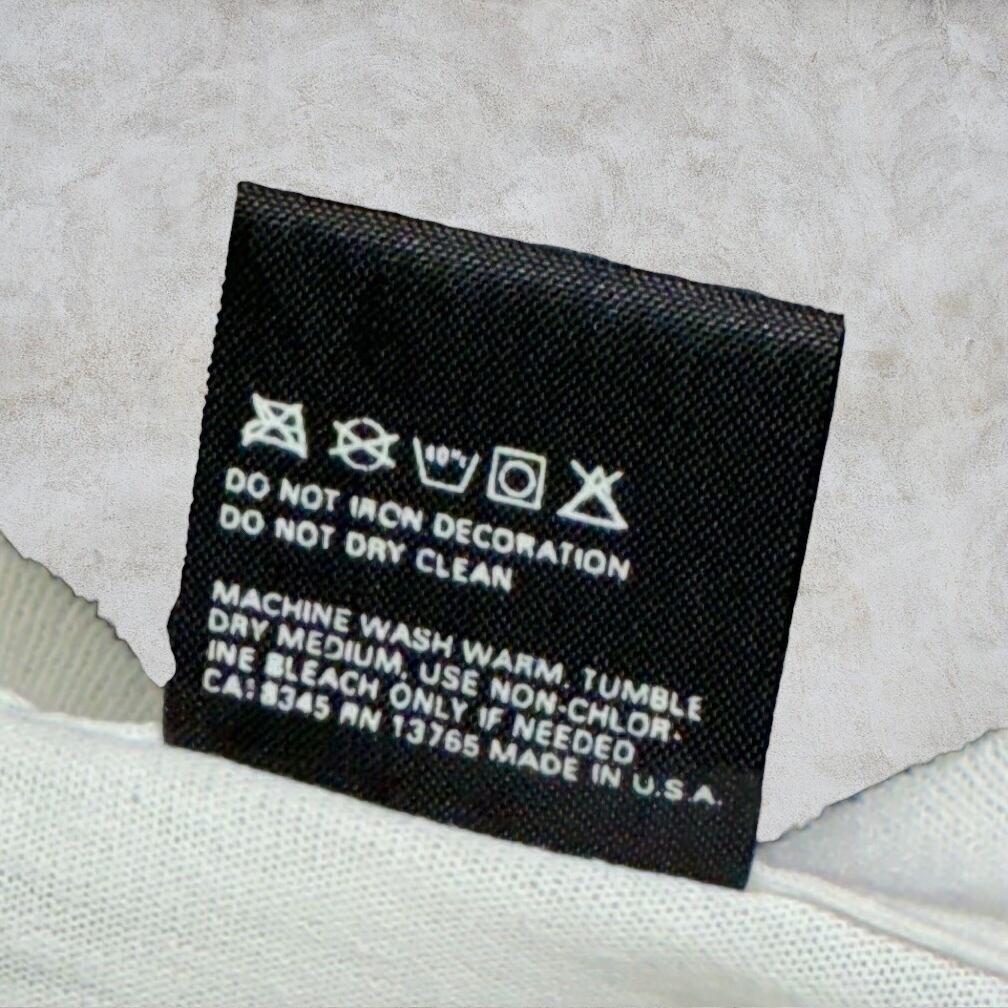 40°C
DO NOT IRON DECORATION
DO NOT DRY CLEAN
MACHINE WASH WARM. TUMBLE
DRY MEDIUM, USE NON-CHLOR-
INE BLEACH ONLY IF NEEDED
CA: 8345 RN 13765 MADE IN U.S.A.